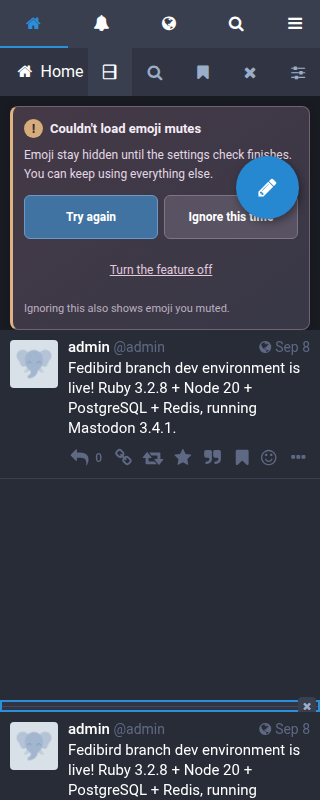 Home
Couldn't load emoji mutes
Emoji stay hidden until the settings check finishes.
You can keep using everything else.
Try again
Ignore this time
Turn the feature off
Ignoring this also shows emoji you muted.
admin @admin Sep 8
Fedibird branch dev environment is
live! Ruby 3.2.8 + Node 20 +
PostgreSQL + Redis, running
Mastodon 3.4.1.
0
admin @admin Sep 8
Fedibird branch dev environment is
live! Ruby 3.2.8 + Node 20 +
PostgreSQL + Redis, running